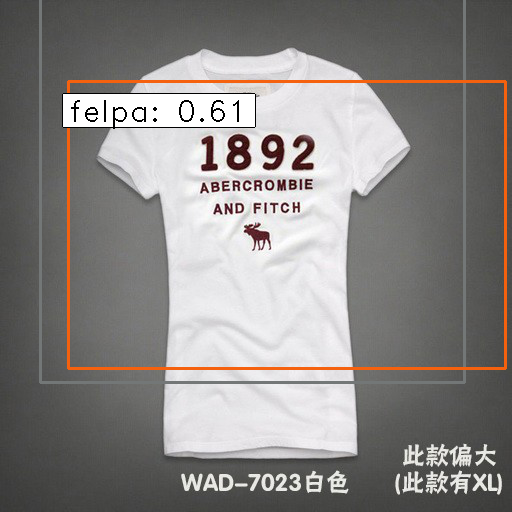 felpa: 0.61
1892
ABERCROMBIE
AND FITCH
此款偏大
WAD-7023白色
(此款有XL)